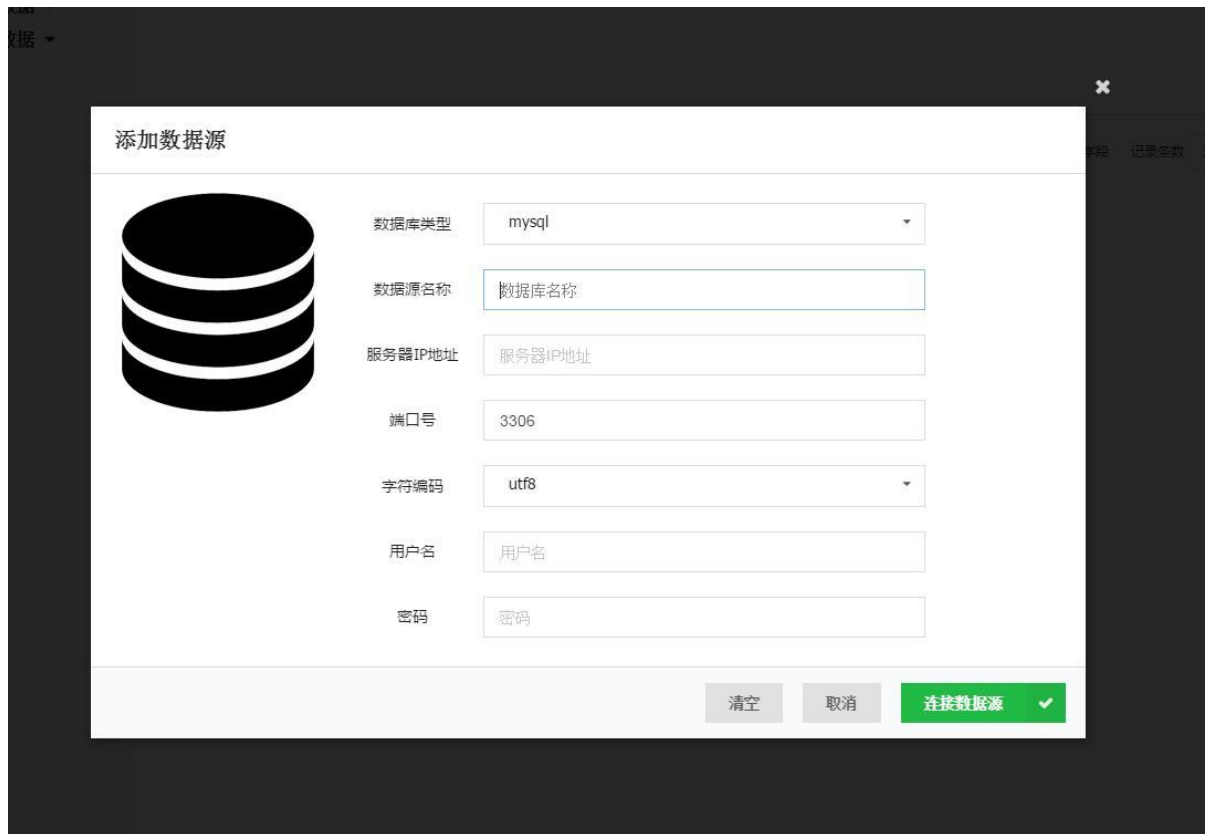 数据
添加数据源
字段 记录条数
数据库类型 mysql
数据源名称 数据库名称
服务器IP地址 服务器IP地址
端口号 3306
字符编码 utf8
用户名 用户名
密码 密码
清空 取消 连接数据源